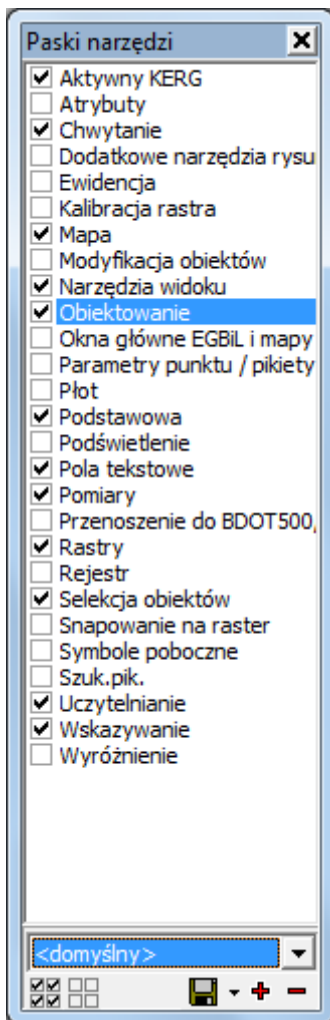 Paski narzędzi
Aktywny KERG
Atrybuty
Chwytanie
Dodatkowe narzędzia rysu
Ewidencja
Kalibracja rastra
Mapa
Modyfikacja obiektów
Narzędzia widoku
Obiektowanie
Okna główne EGBiL i mapy
Parametry punktu / pikiety
Płot
Podstawowa
Podświetlenie
Pola tekstowe
Pomiary
Przenoszenie do BDOT500,
Rastry
Rejestr
Selekcja obiektów
Snapowanie na raster
Symbole poboczne
Szuk.pik.
Uczytelnianie
Wskazywanie
Wyróżnienie
<domyślny>